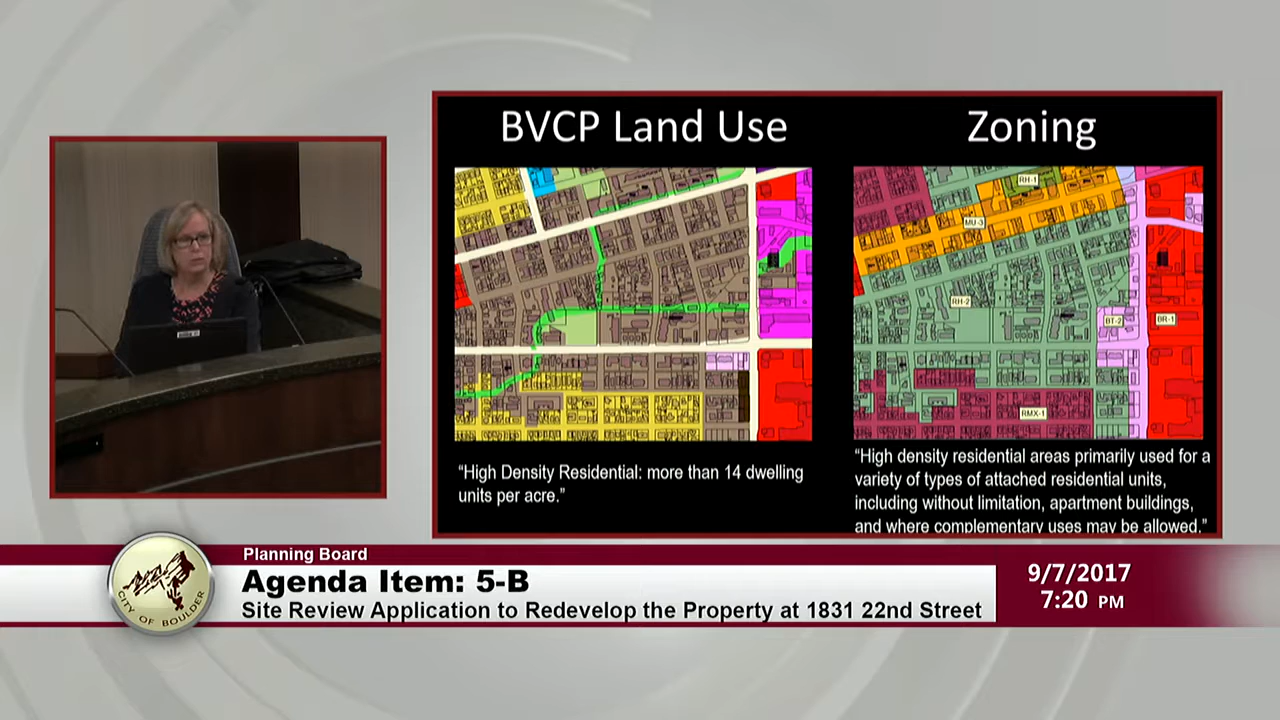 BVCP Land Use
Zoning
RH-1
MU-3
RH-2
BT-2
BR-1
RMX-1
“High Density Residential: more than 14 dwelling
units per acre.”
“High density residential areas primarily used for a
variety of types of attached residential units,
including without limitation, apartment buildings,
and where complementary uses may be allowed.”
Planning Board
Agenda Item: 5-B
Site Review Application to Redevelop the Property at 1831 22nd Street
CITY OF BOULDER
9/7/2017
7:20 PM